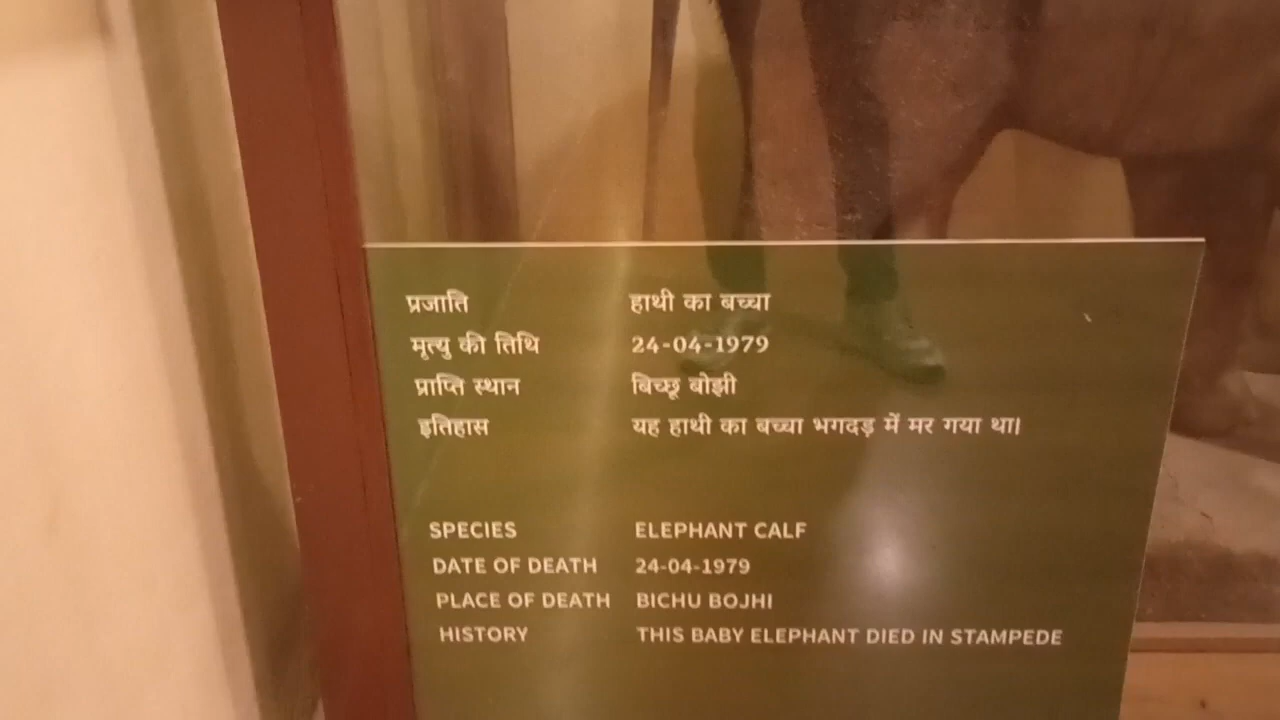 प्रजाति हाथी का बच्चा
मृत्यु की तिथि 24-04-1979
प्राप्ति स्थान बिच्छू बोझी
इतिहास यह हाथी का बच्चा भगदड़ में मर गया था।
SPECIES ELEPHANT CALF
DATE OF DEATH 24-04-1979
PLACE OF DEATH BICHU BOJHI
HISTORY THIS BABY ELEPHANT DIED IN STAMPEDE